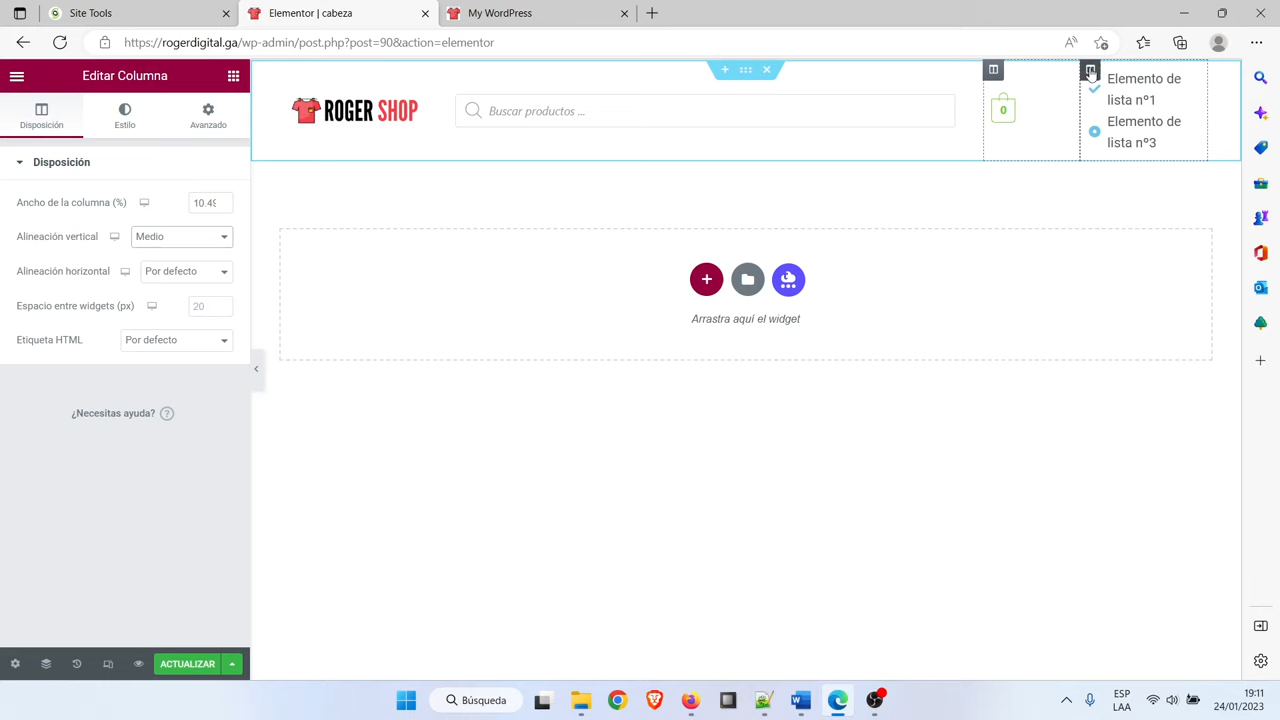 Site Tools
Elementor | cabeza
My WordPress
https://rogerdigital.ga/wp-admin/post.php?post=90&action=elementor
Editar Columna
Disposición
Estilo
Avanzado
Disposición
Ancho de la columna (%)
10.49
Alineación vertical
Medio
Alineación horizontal
Por defecto
Espacio entre widgets (px)
20
Etiqueta HTML
Por defecto
¿Necesitas ayuda? ?
ACTUALIZAR
ROGER SHOP
Buscar productos ...
0
Elemento de
lista nº1
Elemento de
lista nº3
Arrastra aquí el widget
Búsqueda
ESP
LAA
19:11
24/01/2023